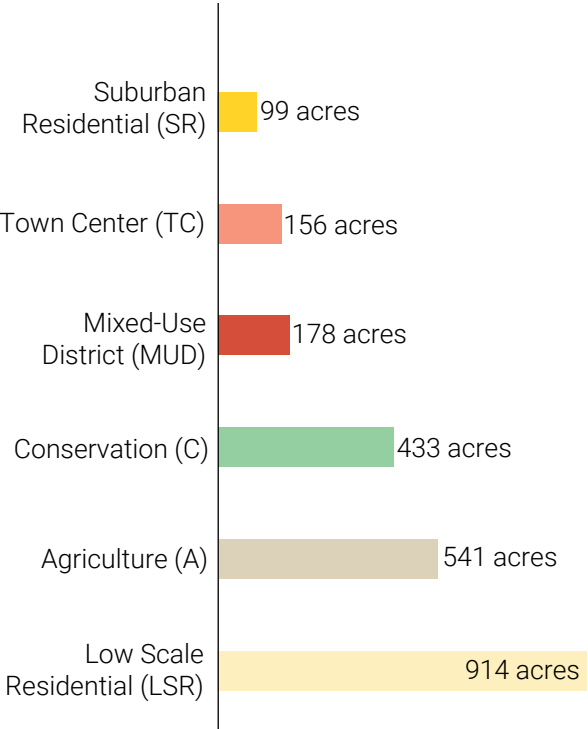 Suburban
Residential (SR)
99 acres
Town Center (TC)
156 acres
Mixed-Use
District (MUD)
178 acres
Conservation (C)
433 acres
Agriculture (A)
541 acres
Low Scale
Residential (LSR)
914 acres